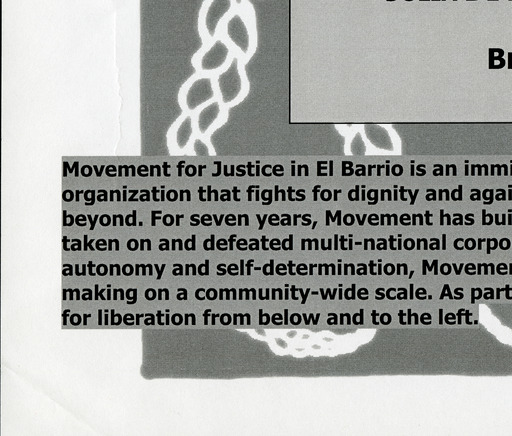 Br
Movement for Justice in El Barrio is an immi
organization that fights for dignity and agai
beyond. For seven years, Movement has bui
taken on and defeated multi-national corpo
autonomy and self-determination, Movemen
making on a community-wide scale. As part
for liberation from below and to the left.